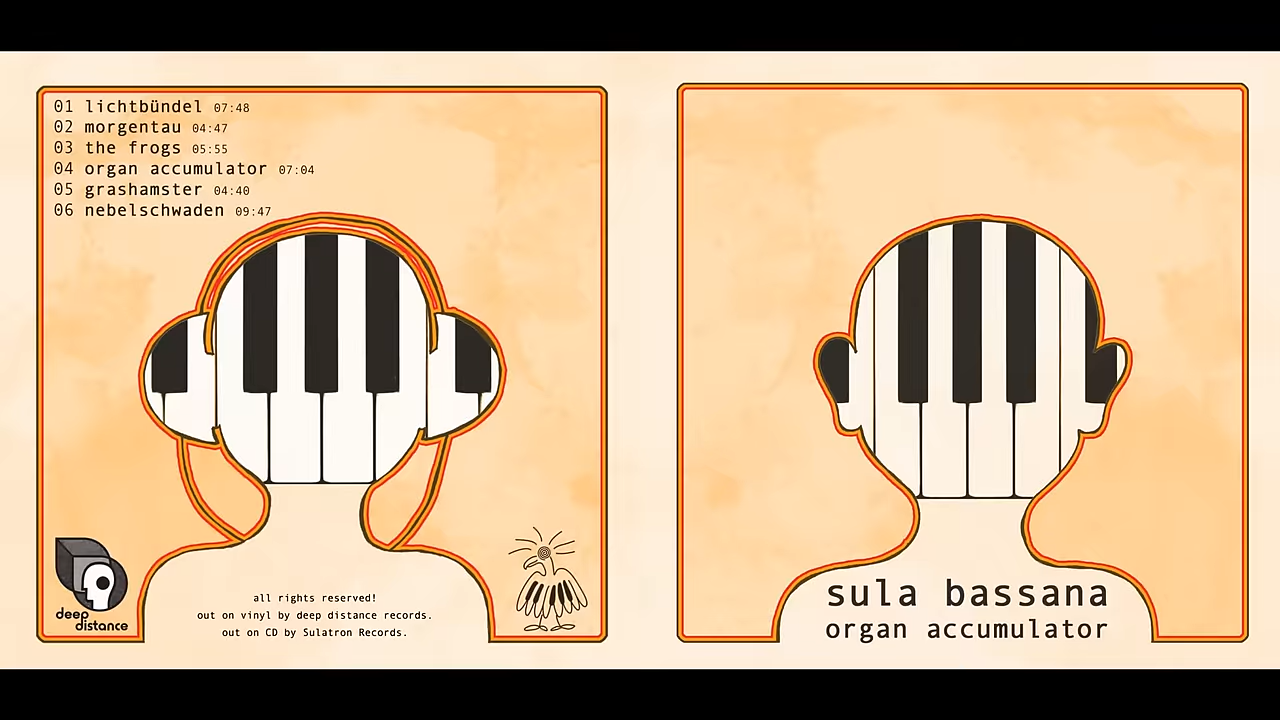 01 lichtbündel 07:48
02 morgentau 04:47
03 the frogs 05:55
04 organ accumulator 07:04
05 grashamster 04:40
06 nebelschwaden 09:47
deep
distance
all rights reserved!
out on vinyl by deep distance records.
out on CD by Sulatron Records.
sula bassana
organ accumulator